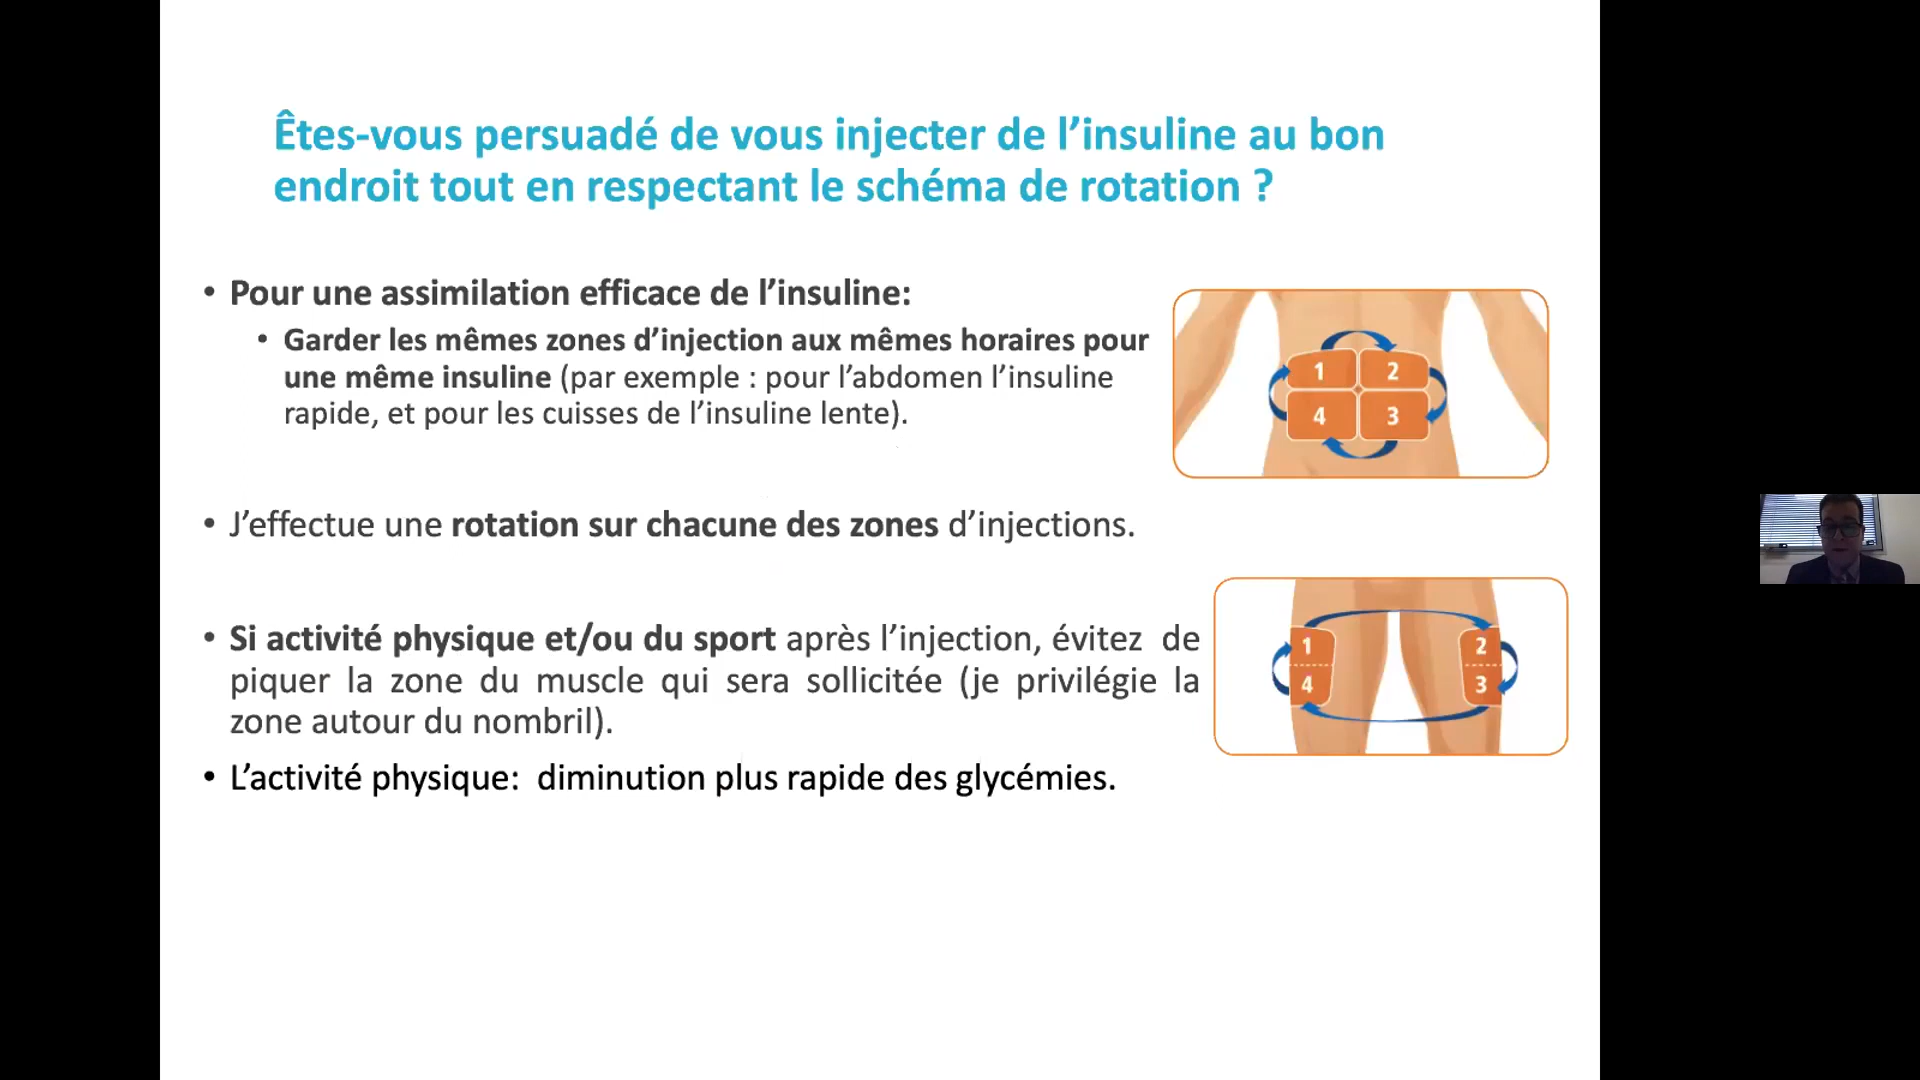 Êtes-vous persuadé de vous injecter de l’insuline au bon
endroit tout en respectant le schéma de rotation ?
• Pour une assimilation efficace de l’insuline:
• Garder les mêmes zones d’injection aux mêmes horaires pour
une même insuline (par exemple : pour l’abdomen l’insuline
rapide, et pour les cuisses de l’insuline lente).
1 2
4 3
• J’effectue une rotation sur chacune des zones d’injections.
• Si activité physique et/ou du sport après l’injection, évitez de
piquer la zone du muscle qui sera sollicitée (je privilégie la
zone autour du nombril).
1 2
4 3
• L’activité physique: diminution plus rapide des glycémies.